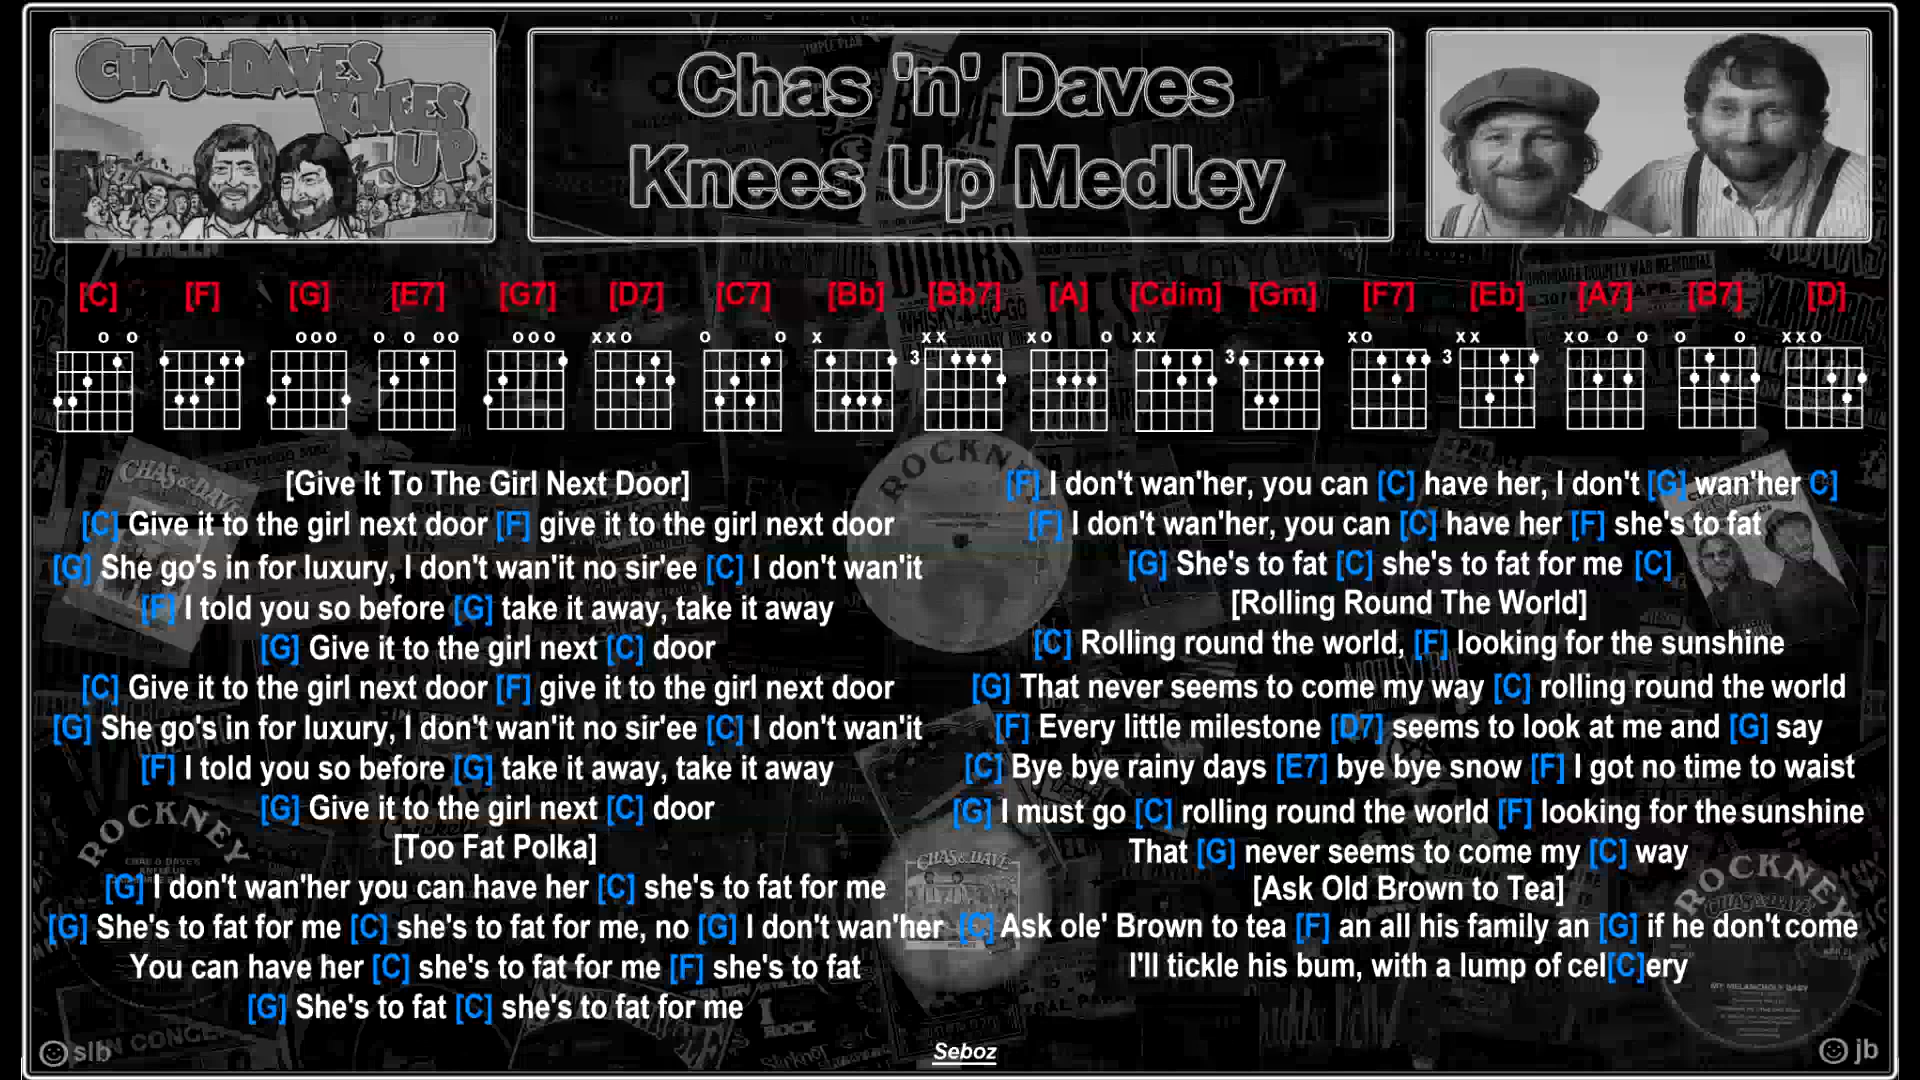 CHAS 'n' DAVES KNEES UP
Chas 'n' Daves
Knees Up Medley
[C] [F] [G] [E7] [G7] [D7] [C7] [Bb] [Bb7] [A] [Cdim] [Gm] [F7] [Eb] [A7] [B7] [D]
[Give It To The Girl Next Door]
[C] Give it to the girl next door [F] give it to the girl next door
[G] She go's in for luxury, I don't wan'it no sir'ee [C] I don't wan'it
[F] I told you so before [G] take it away, take it away
[G] Give it to the girl next [C] door
[C] Give it to the girl next door [F] give it to the girl next door
[G] She go's in for luxury, I don't wan'it no sir'ee [C] I don't wan'it
[F] I told you so before [G] take it away, take it away
[G] Give it to the girl next [C] door
[Too Fat Polka]
[G] I don't wan'her you can have her [C] she's to fat for me
[G] She's to fat for me [C] she's to fat for me, no [G] I don't wan'her
You can have her [C] she's to fat for me [F] she's to fat
[G] She's to fat [C] she's to fat for me
[F] I don't wan'her, you can [C] have her, I don't [G] wan'her C]
[F] I don't wan'her, you can [C] have her [F] she's to fat
[G] She's to fat [C] she's to fat for me [C]
[Rolling Round The World]
[C] Rolling round the world, [F] looking for the sunshine
[G] That never seems to come my way [C] rolling round the world
[F] Every little milestone [D7] seems to look at me and [G] say
[C] Bye bye rainy days [E7] bye bye snow [F] I got no time to waist
[G] I must go [C] rolling round the world [F] looking for the sunshine
That [G] never seems to come my [C] way
[Ask Old Brown to Tea]
[C] Ask ole' Brown to tea [F] an all his family an [G] if he don't come
I'll tickle his bum, with a lump of cel[C]ery
slb
Seboz
jb